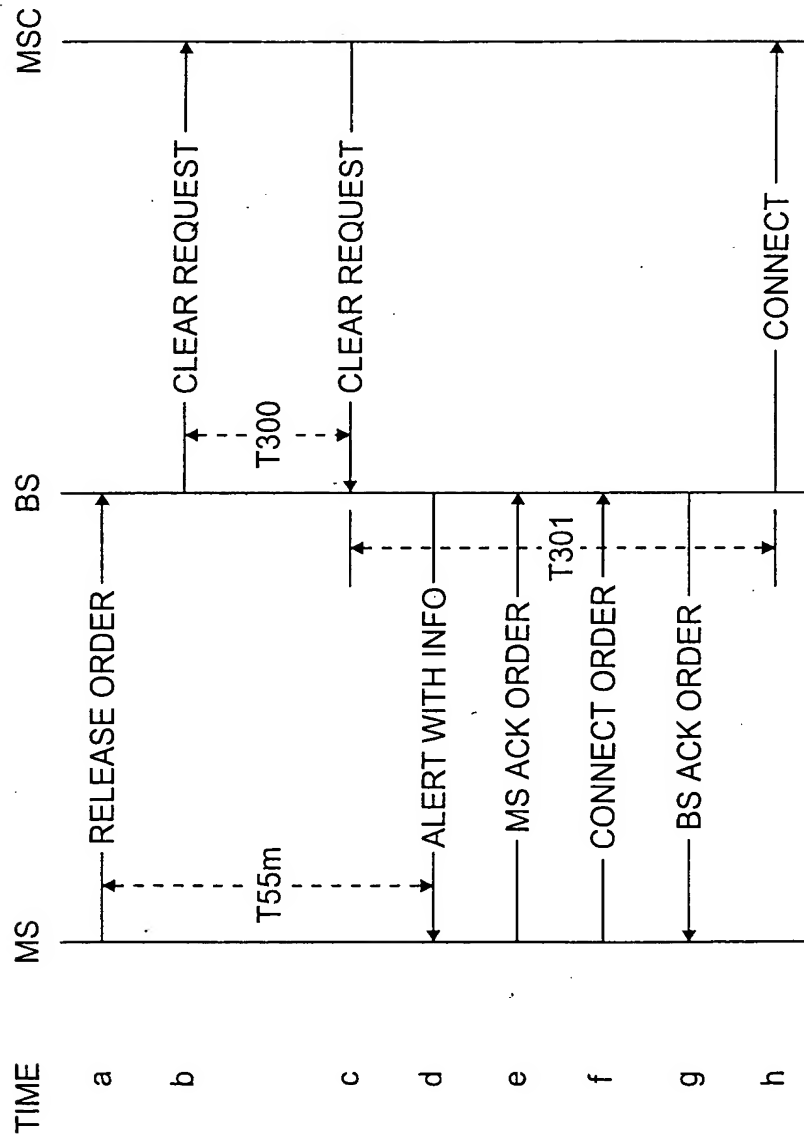 TIME MS BS MSC
a RELEASE ORDER
b CLEAR REQUEST
T55m
T300
c CLEAR REQUEST
d ALERT WITH INFO
e MS ACK ORDER
T301
f CONNECT ORDER
g BS ACK ORDER
h CONNECT